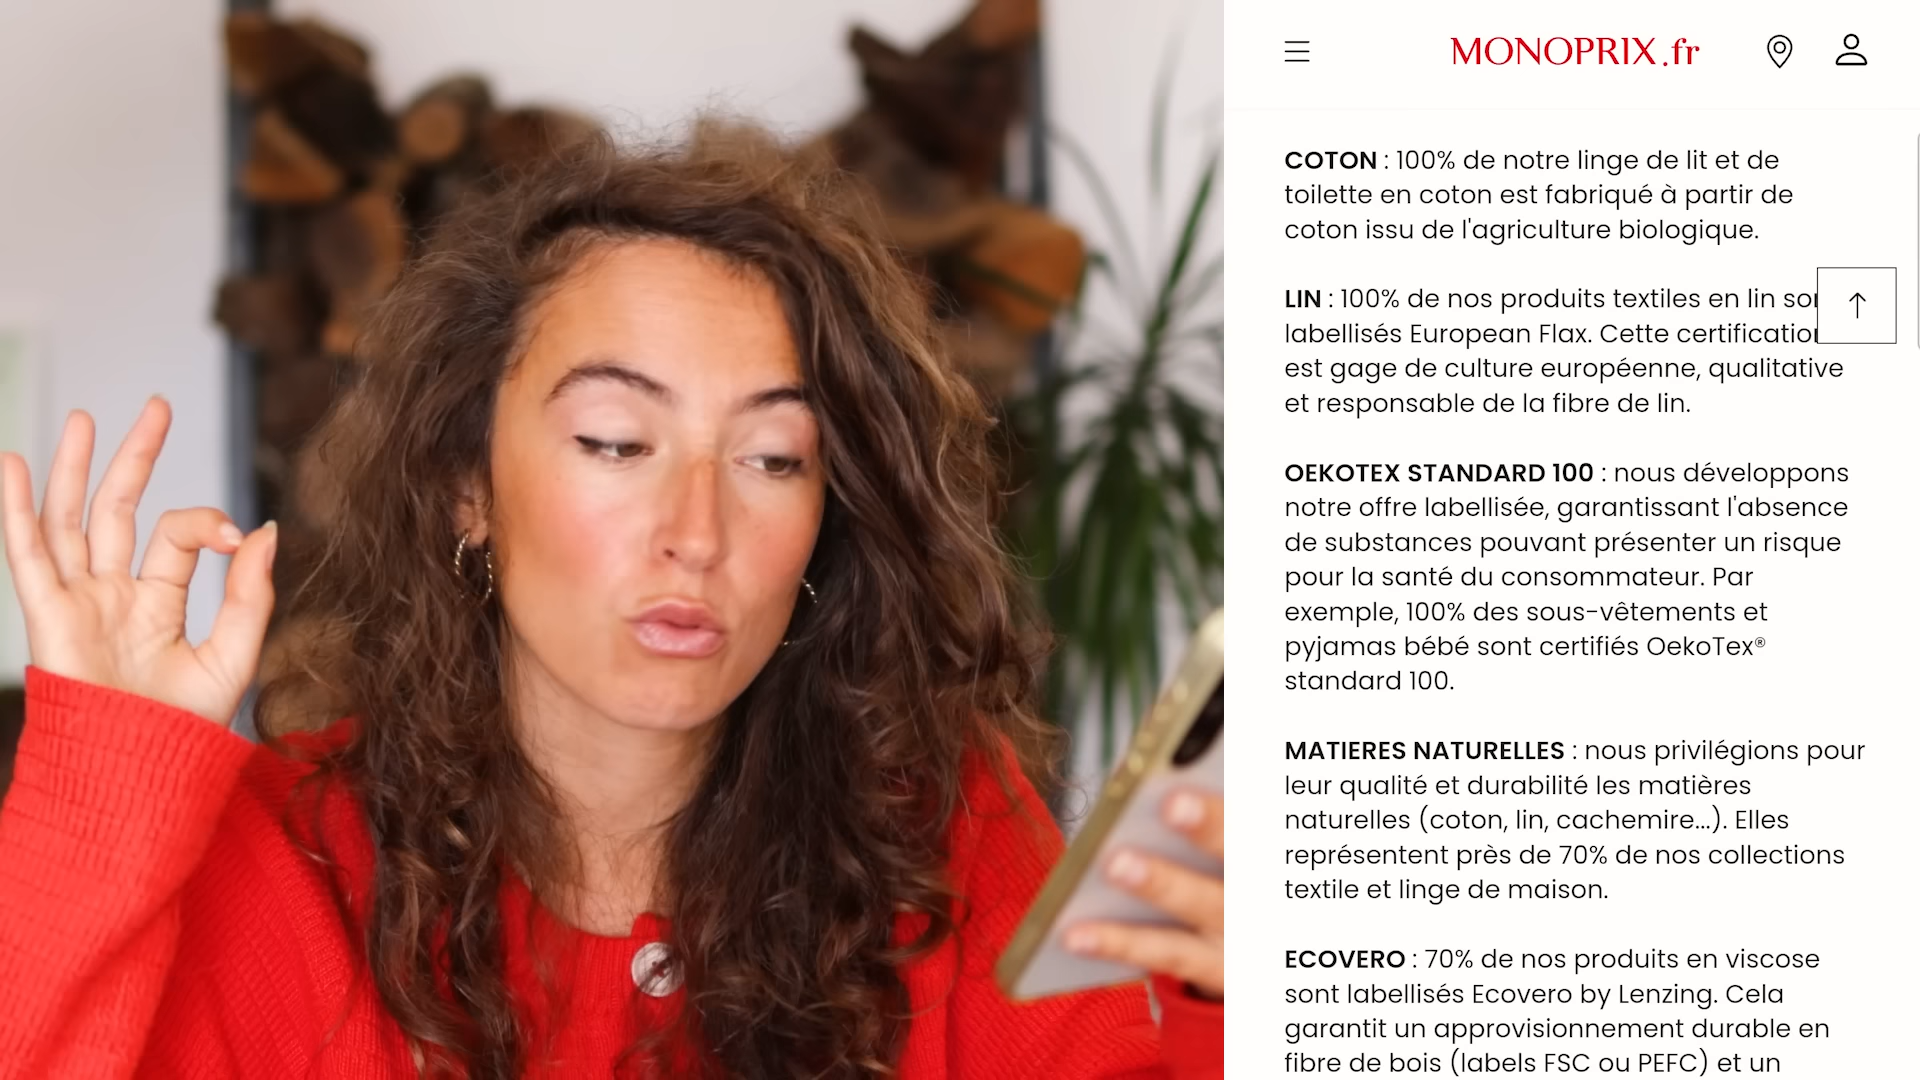 MONOPRIX.fr
COTON : 100% de notre linge de lit et de
toilette en coton est fabriqué à partir de
coton issu de l'agriculture biologique.
LIN : 100% de nos produits textiles en lin
labellisés European Flax. Cette
est gage de culture européenne, qualitative
et responsable de la fibre de lin.
OEKOTEX STANDARD 100 : nous développons
notre offre labellisée, garantissant l'absence
de substances pouvant présenter un risque
pour la santé du consommateur. Par
exemple, 100% des sous-vêtements et
pyjamas bébé sont certifiés OekoTex®
standard 100.
MATIERES NATURELLES : nous privilégions pour
leur qualité et durabilité les matières
naturelles (coton, lin, cachemire...). Elles
représentent près de 70% de nos collections
textile et linge de maison.
ECOVERO : 70% de nos produits en viscose
sont labellisés Ecovero by Lenzing. Cela
garantit un approvisionnement durable en
fibre de bois (labels FSC ou PEFC) et un